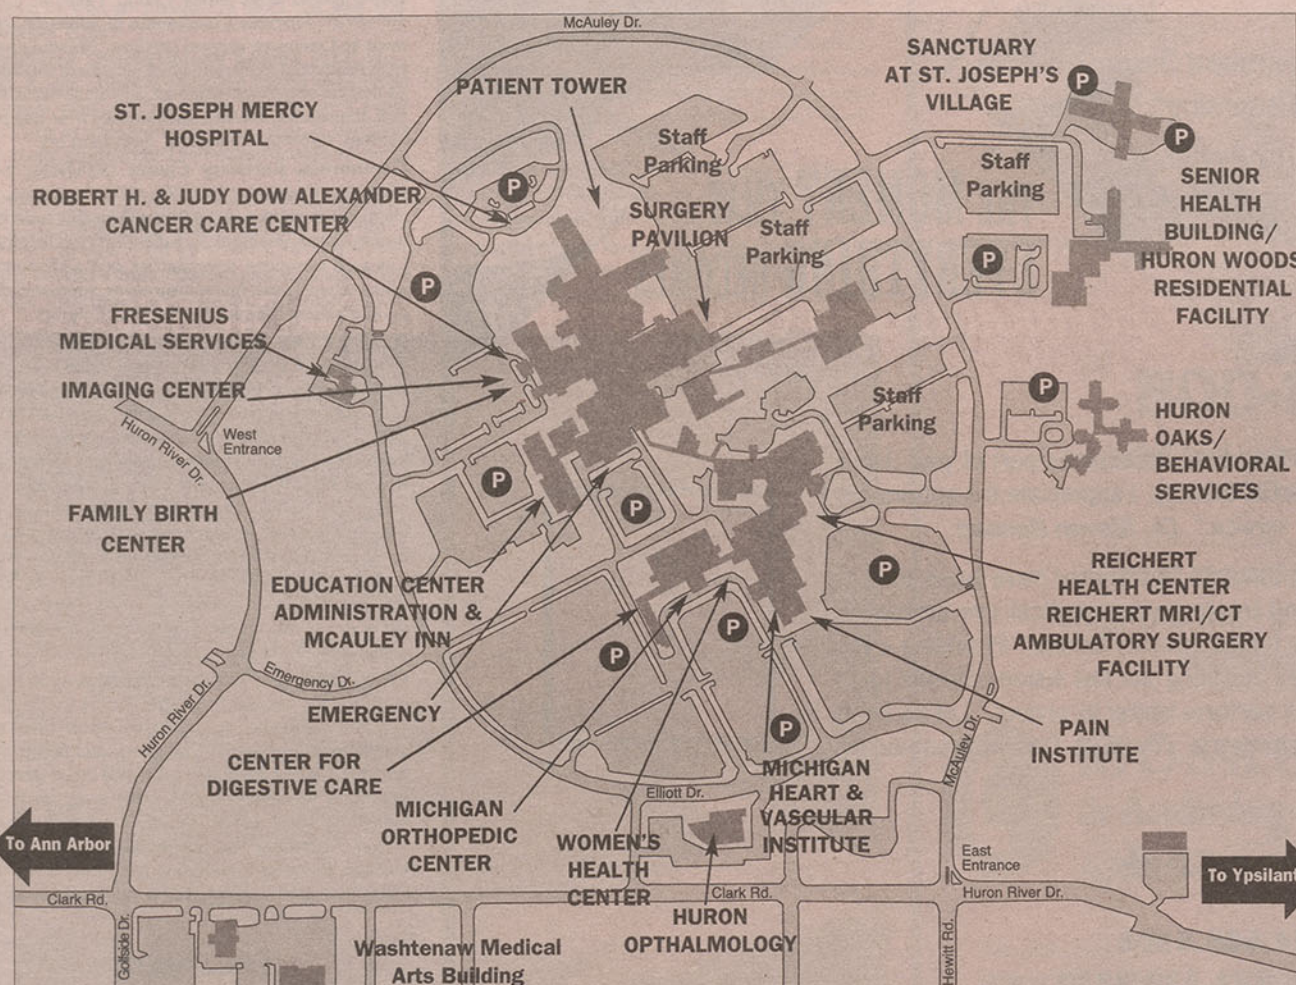 McAuley Dr.
SANCTUARY
AT ST. JOSEPH'S
VILLAGE
P
P
PATIENT TOWER
ST. JOSEPH MERCY
HOSPITAL
Staff
Parking
Staff
Parking
P
ROBERT H. & JUDY DOW ALEXANDER
CANCER CARE CENTER
SURGERY
PAVILION
Staff
Parking
SENIOR
HEALTH
BUILDING/
HURON WOODS
RESIDENTIAL
FACILITY
P
P
FRESENIUS
MEDICAL SERVICES
IMAGING CENTER
Staff
Parking
P
HURON
OAKS/
BEHAVIORAL
SERVICES
Huron River Dr.
West
Entrance
P
P
FAMILY BIRTH
CENTER
P
REICHERT
HEALTH CENTER
REICHERT MRI/CT
AMBULATORY SURGERY
FACILITY
EDUCATION CENTER
ADMINISTRATION &
MCAULEY INN
P
P
Emergency Dr.
Huron River Dr.
EMERGENCY
P
PAIN
INSTITUTE
McAuley Dr.
CENTER FOR
DIGESTIVE CARE
MICHIGAN
HEART &
VASCULAR
INSTITUTE
Elliott Dr.
MICHIGAN
ORTHOPEDIC
CENTER
WOMEN'S
HEALTH
CENTER
To Ann Arbor
East
Entrance
To Ypsilant
Clark Rd.
Clark Rd.
Huron River Dr.
HURON
OPTHALMOLOGY
Golfside Dr.
Washtenaw Medical
Arts Building
Hewitt Rd.